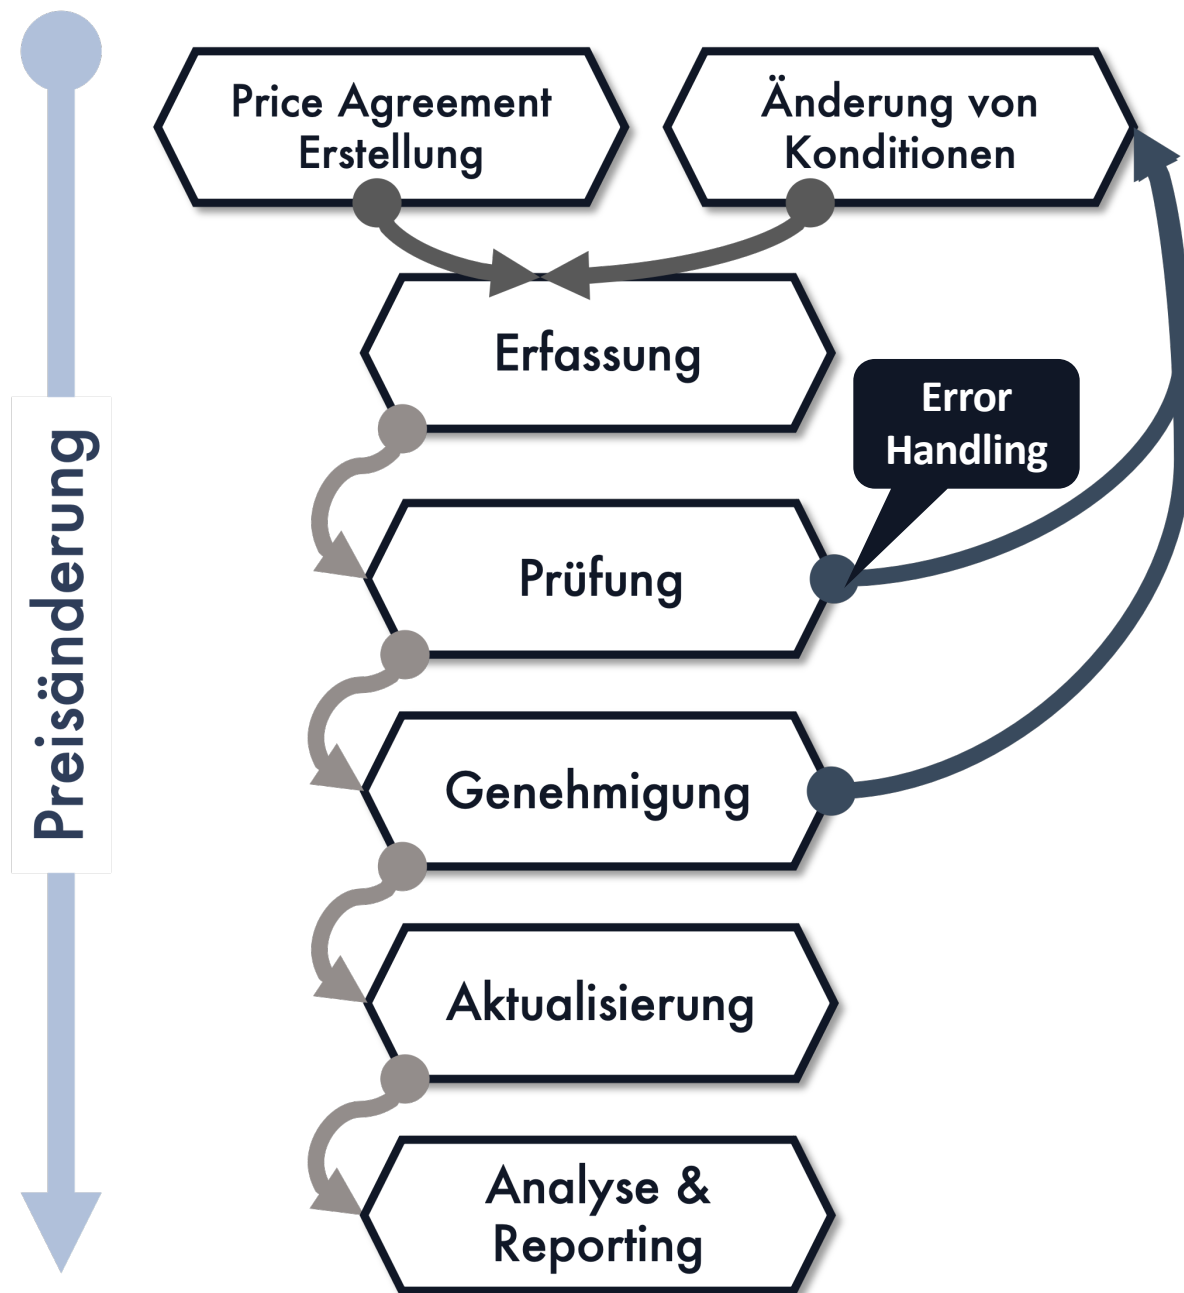 Price Agreement
Erstellung
Änderung von
Konditionen
Erfassung
Error
Handling
Prüfung
Preisänderung
Genehmigung
Aktualisierung
Analyse &
Reporting